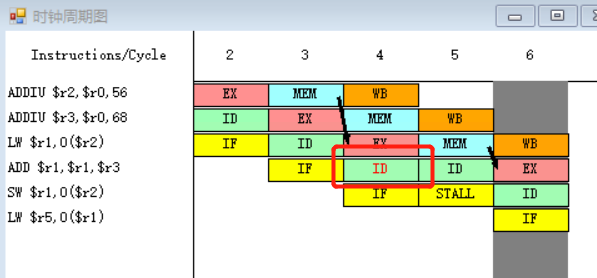 时钟周期图
Instructions/Cycle 2 3 4 5 6
ADDIU $r2,$r0,56 EX MEM WB
ADDIU $r3,$r0,68 ID EX MEM WB
LW $r1,0($r2) IF ID EX MEM WB
ADD $r1,$r1,$r3 IF ID ID EX
SW $r1,0($r2) IF STALL ID
LW $r5,0($r1) IF